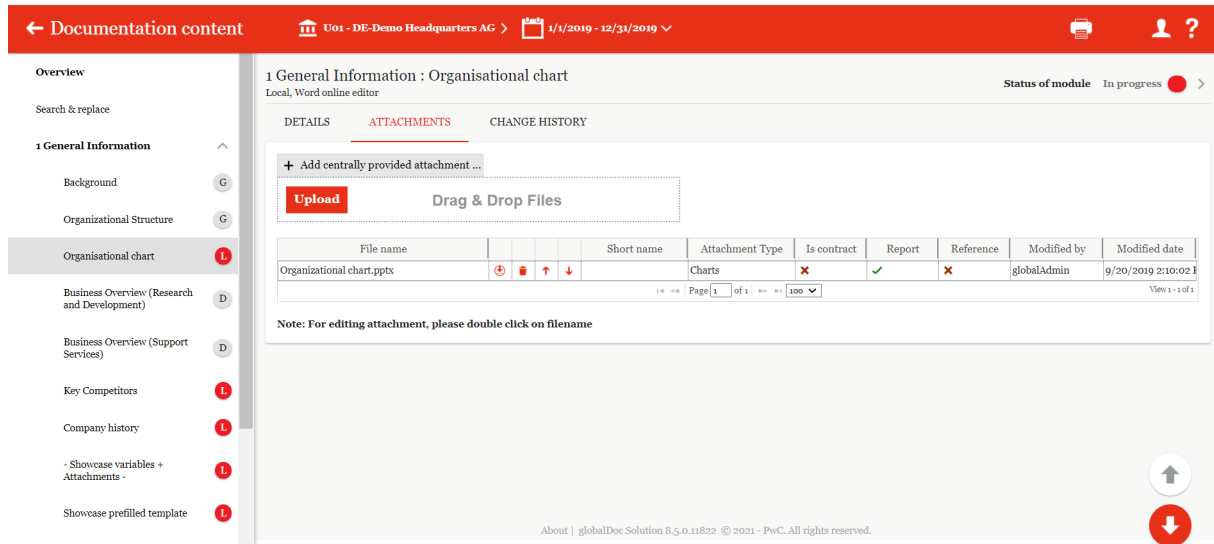 ← Documentation content
U01 - DE-Demo Headquarters AG
1/1/2019 - 12/31/2019
?
Overview
Search & replace
1 General Information
Background
G
Organizational Structure
G
Organisational chart
L
Business Overview (Research
and Development)
D
Business Overview (Support
Services)
D
Key Competitors
L
Company history
L
- Showcase variables +
Attachments -
L
Showcase prefilled template
L
1 General Information : Organisational chart
Local, Word online editor
Status of module In progress
DETAILS ATTACHMENTS CHANGE HISTORY
+ Add centrally provided attachment ...
Upload Drag & Drop Files
File name Short name Attachment Type Is contract Report Reference Modified by Modified date
Organizational chart.pptx Charts globalAdmin 9/20/2019 2:10:02
Page 1 of 1 100 View 1 - 1 of 1
Note: For editing attachment, please double click on filename
About | globalDoc Solution 8.5.0.11822 © 2021 - PwC. All rights reserved.